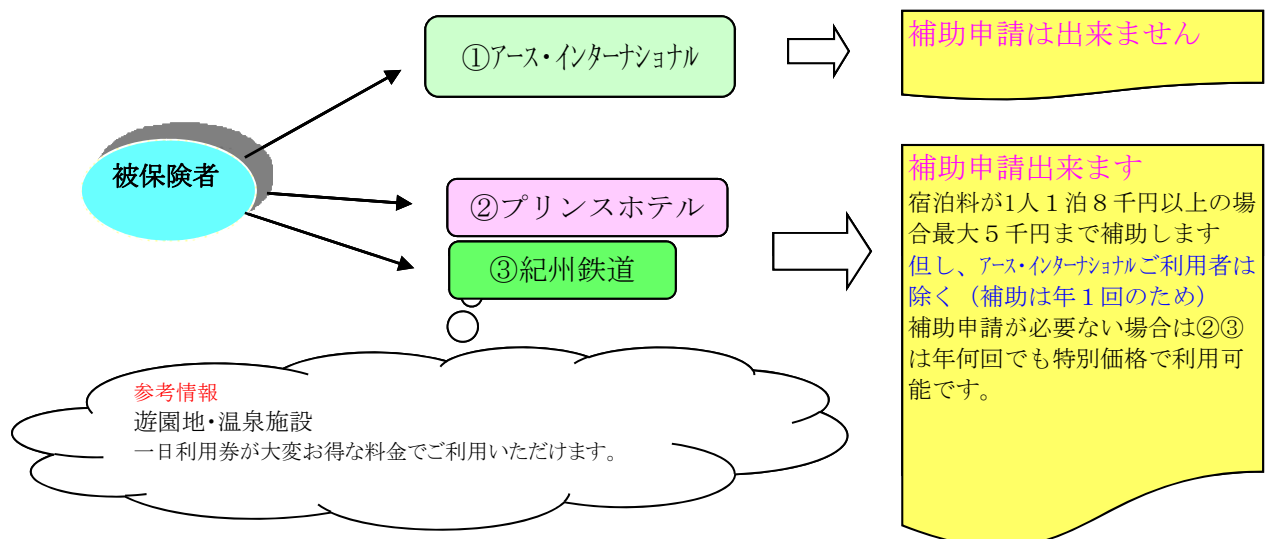 ①ｱｰｽ・ｲﾝﾀｰﾅｼｮﾅﾙ
補助申請は出来ません
被保険者
②プリンスホテル
③紀州鉄道
補助申請出来ます
宿泊料が1人１泊８千円以上の場
合最大５千円まで補助します
但し、ｱｰｽ・ｲﾝﾀｰﾅｼｮﾅﾙご利用者は
除く（補助は年１回のため）
補助申請が必要ない場合は②③
は年何回でも特別価格で利用可
能です。
参考情報
遊園地・温泉施設
一日利用券が大変お得な料金でご利用いただけます。